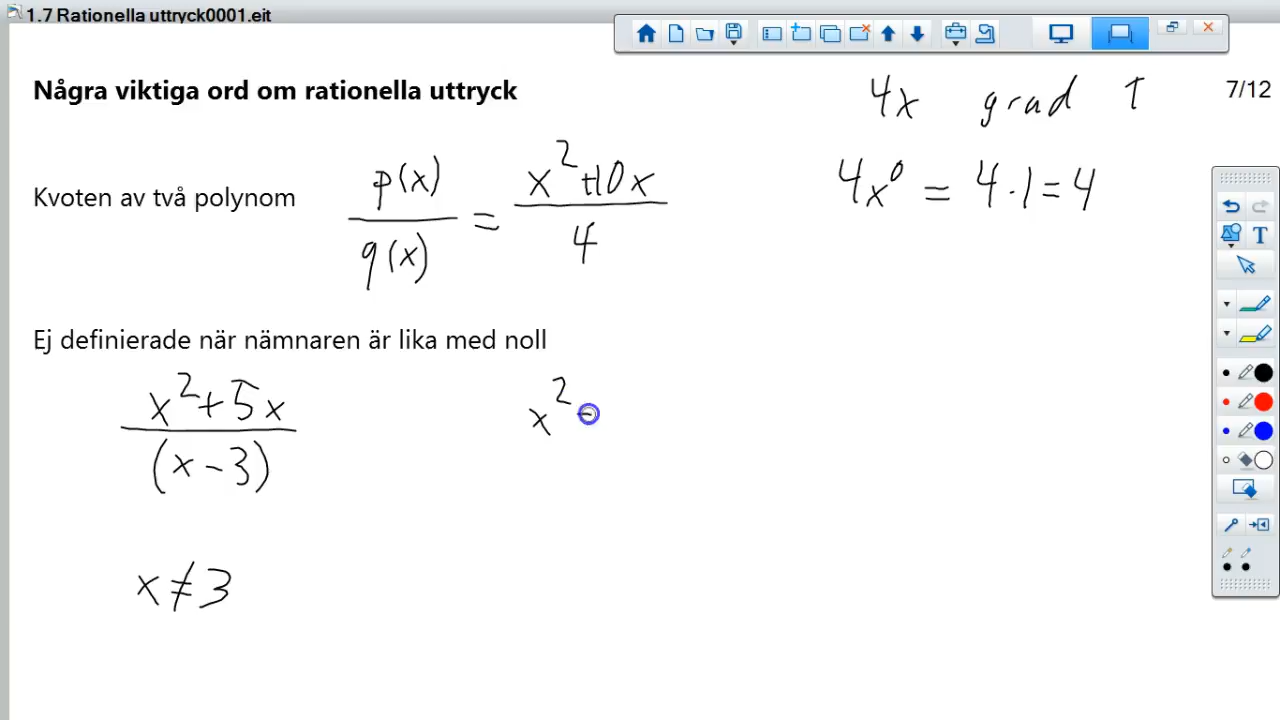 1.7 Rationella uttryck0001.eit
Några viktiga ord om rationella uttryck
4x grad 1
7/12
Kvoten av två polynom
p(x)/q(x) = (x² + 10x)/4
4x⁰ = 4·1 = 4
Ej definierade när nämnaren är lika med noll
x² + 5x
(x − 3)
x² −
x ≠ 3
T